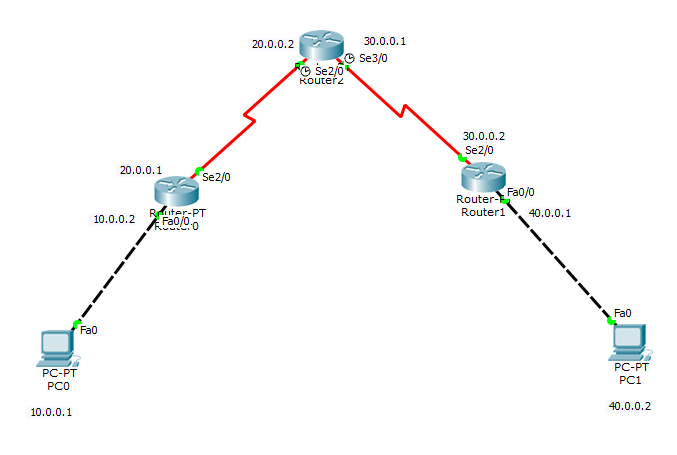 20.0.0.2
30.0.0.1
Se3/0
Se2/0
Router2
30.0.0.2
Se2/0
20.0.0.1
Se2/0
Fa0/0
Router1
40.0.0.1
Router-PT
10.0.0.2
Fa0/0
Router0
Fa0
Fa0
PC-PT
PC0
PC-PT
PC1
10.0.0.1
40.0.0.2